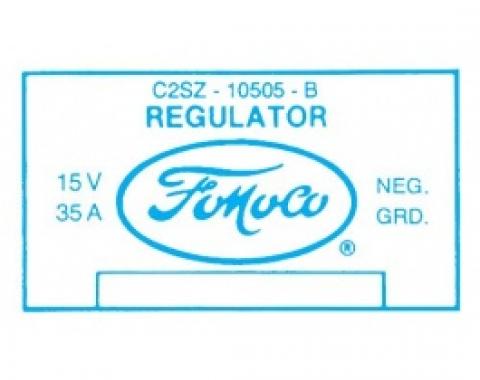 C2SZ - 10505 - B
REGULATOR
15 V
35 A
FoMoCo
®
NEG.
GRD.